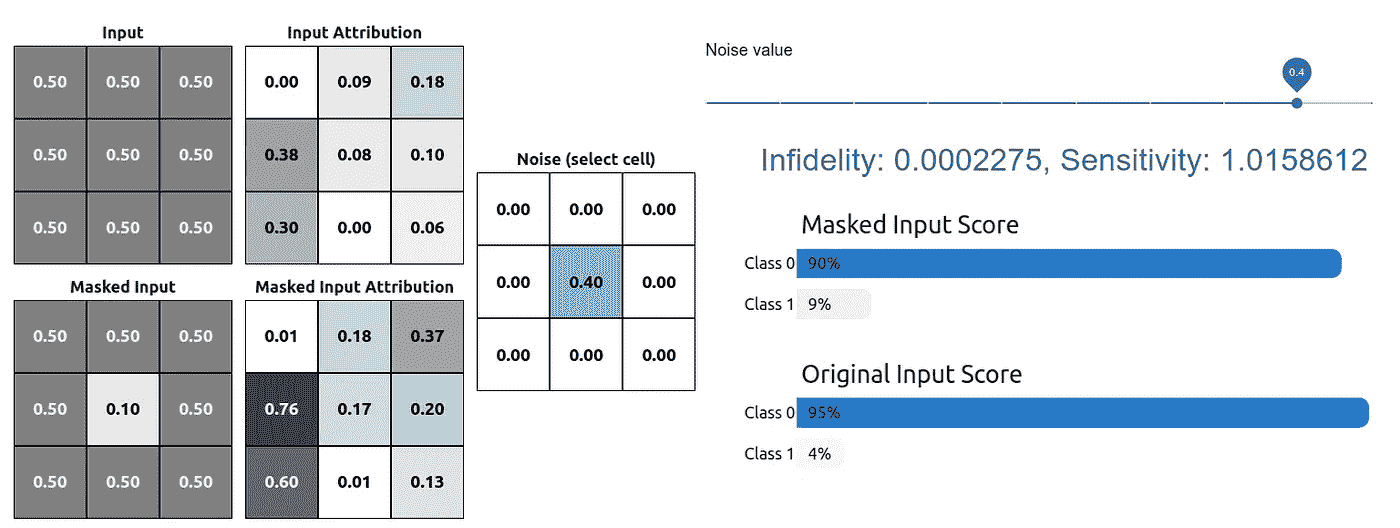 Input
0.50 0.50 0.50
0.50 0.50 0.50
0.50 0.50 0.50
Input Attribution
0.00 0.09 0.18
0.38 0.08 0.10
0.30 0.00 0.06
Masked Input
0.50 0.50 0.50
0.50 0.10 0.50
0.50 0.50 0.50
Masked Input Attribution
0.01 0.18 0.37
0.76 0.17 0.20
0.60 0.01 0.13
Noise (select cell)
0.00 0.00 0.00
0.00 0.40 0.00
0.00 0.00 0.00
Noise value
0.4
Infidelity: 0.0002275, Sensitivity: 1.0158612
Masked Input Score
Class 0 90%
Class 1 9%
Original Input Score
Class 0 95%
Class 1 4%